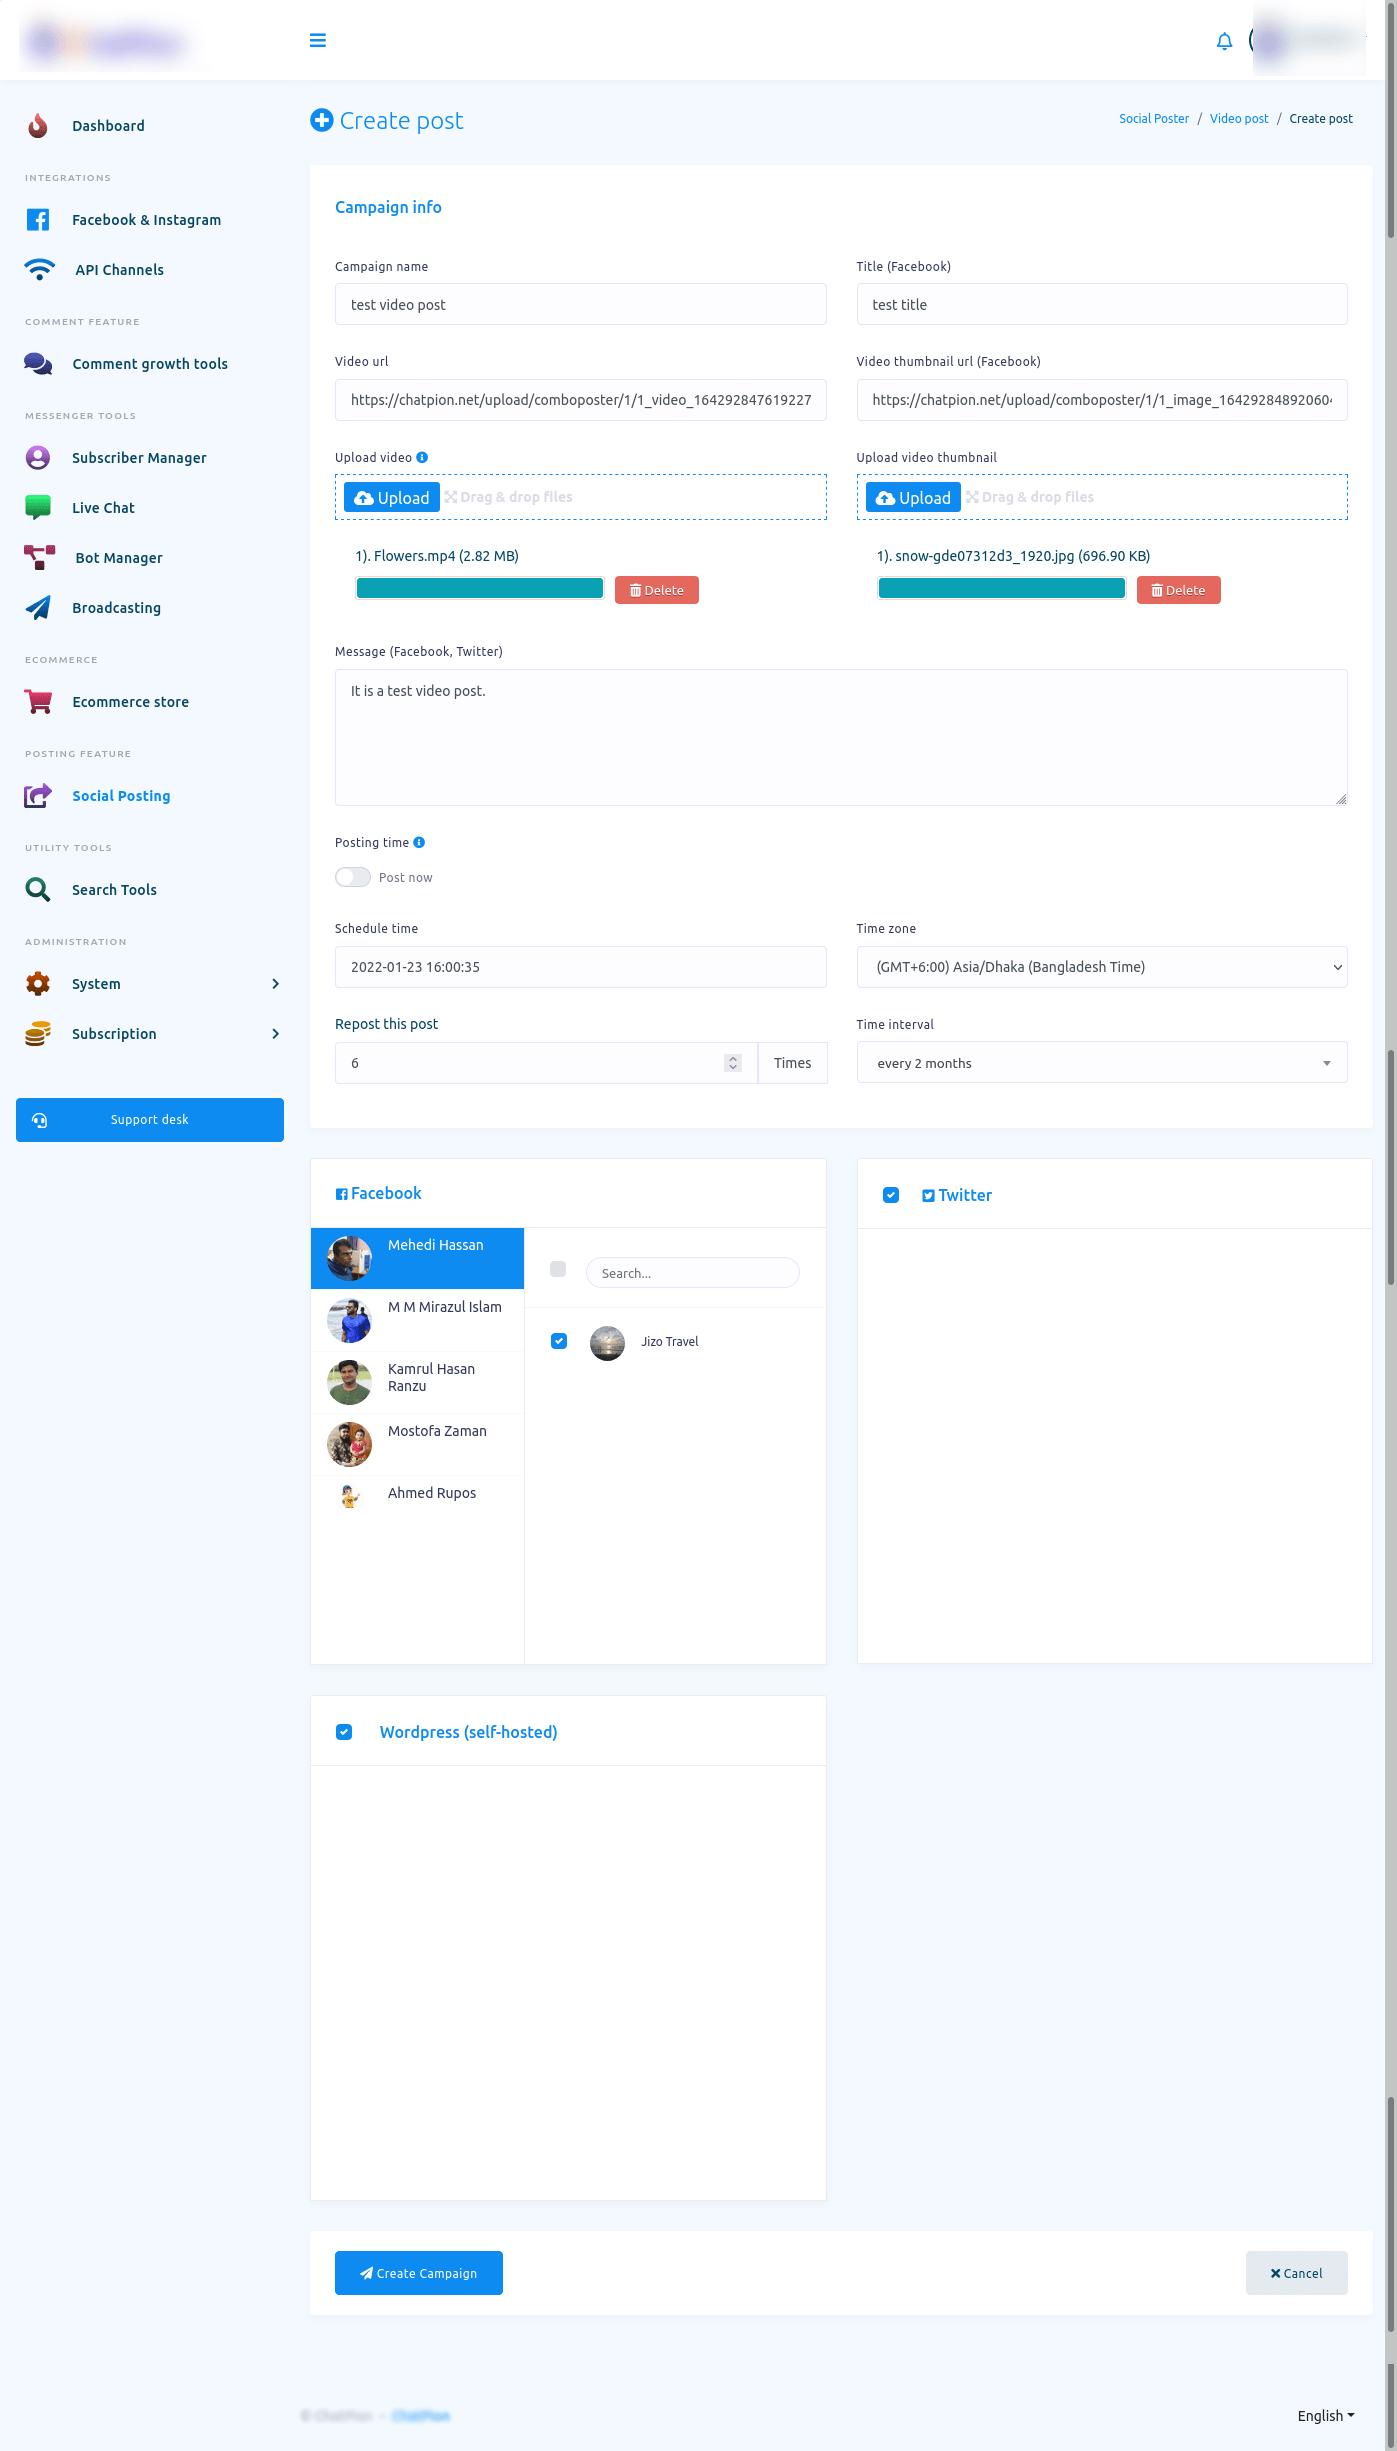 Create post
Social Poster / Video post / Create post
Dashboard
INTEGRATIONS
Facebook & Instagram
API Channels
COMMENT FEATURE
Comment growth tools
MESSENGER TOOLS
Subscriber Manager
Live Chat
Bot Manager
Broadcasting
ECOMMERCE
Ecommerce store
POSTING FEATURE
Social Posting
UTILITY TOOLS
Search Tools
ADMINISTRATION
System
Subscription
Support desk
Campaign info
Campaign name
test video post
Title (Facebook)
test title
Video url
https://chatpion.net/upload/comboposter/1/1_video_164292847619227
Video thumbnail url (Facebook)
https://chatpion.net/upload/comboposter/1/1_image_164292848920604
Upload video
Upload Drag & drop files
1). Flowers.mp4 (2.82 MB)
Delete
Upload video thumbnail
Upload Drag & drop files
1). snow-gde07312d3_1920.jpg (696.90 KB)
Delete
Message (Facebook, Twitter)
It is a test video post.
Posting time
Post now
Schedule time
2022-01-23 16:00:35
Time zone
(GMT+6:00) Asia/Dhaka (Bangladesh Time)
Repost this post
6 Times
Time interval
every 2 months
Facebook
Mehedi Hassan
M M Mirazul Islam
Kamrul Hasan
Ranzu
Mostofa Zaman
Ahmed Rupos
Search...
Jizo Travel
Twitter
Wordpress (self-hosted)
Create Campaign
Cancel
English